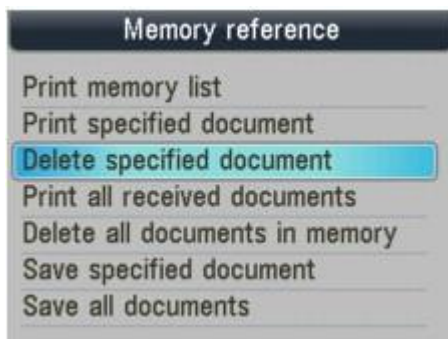 Memory reference
Print memory list
Print specified document
Delete specified document
Print all received documents
Delete all documents in memory
Save specified document
Save all documents